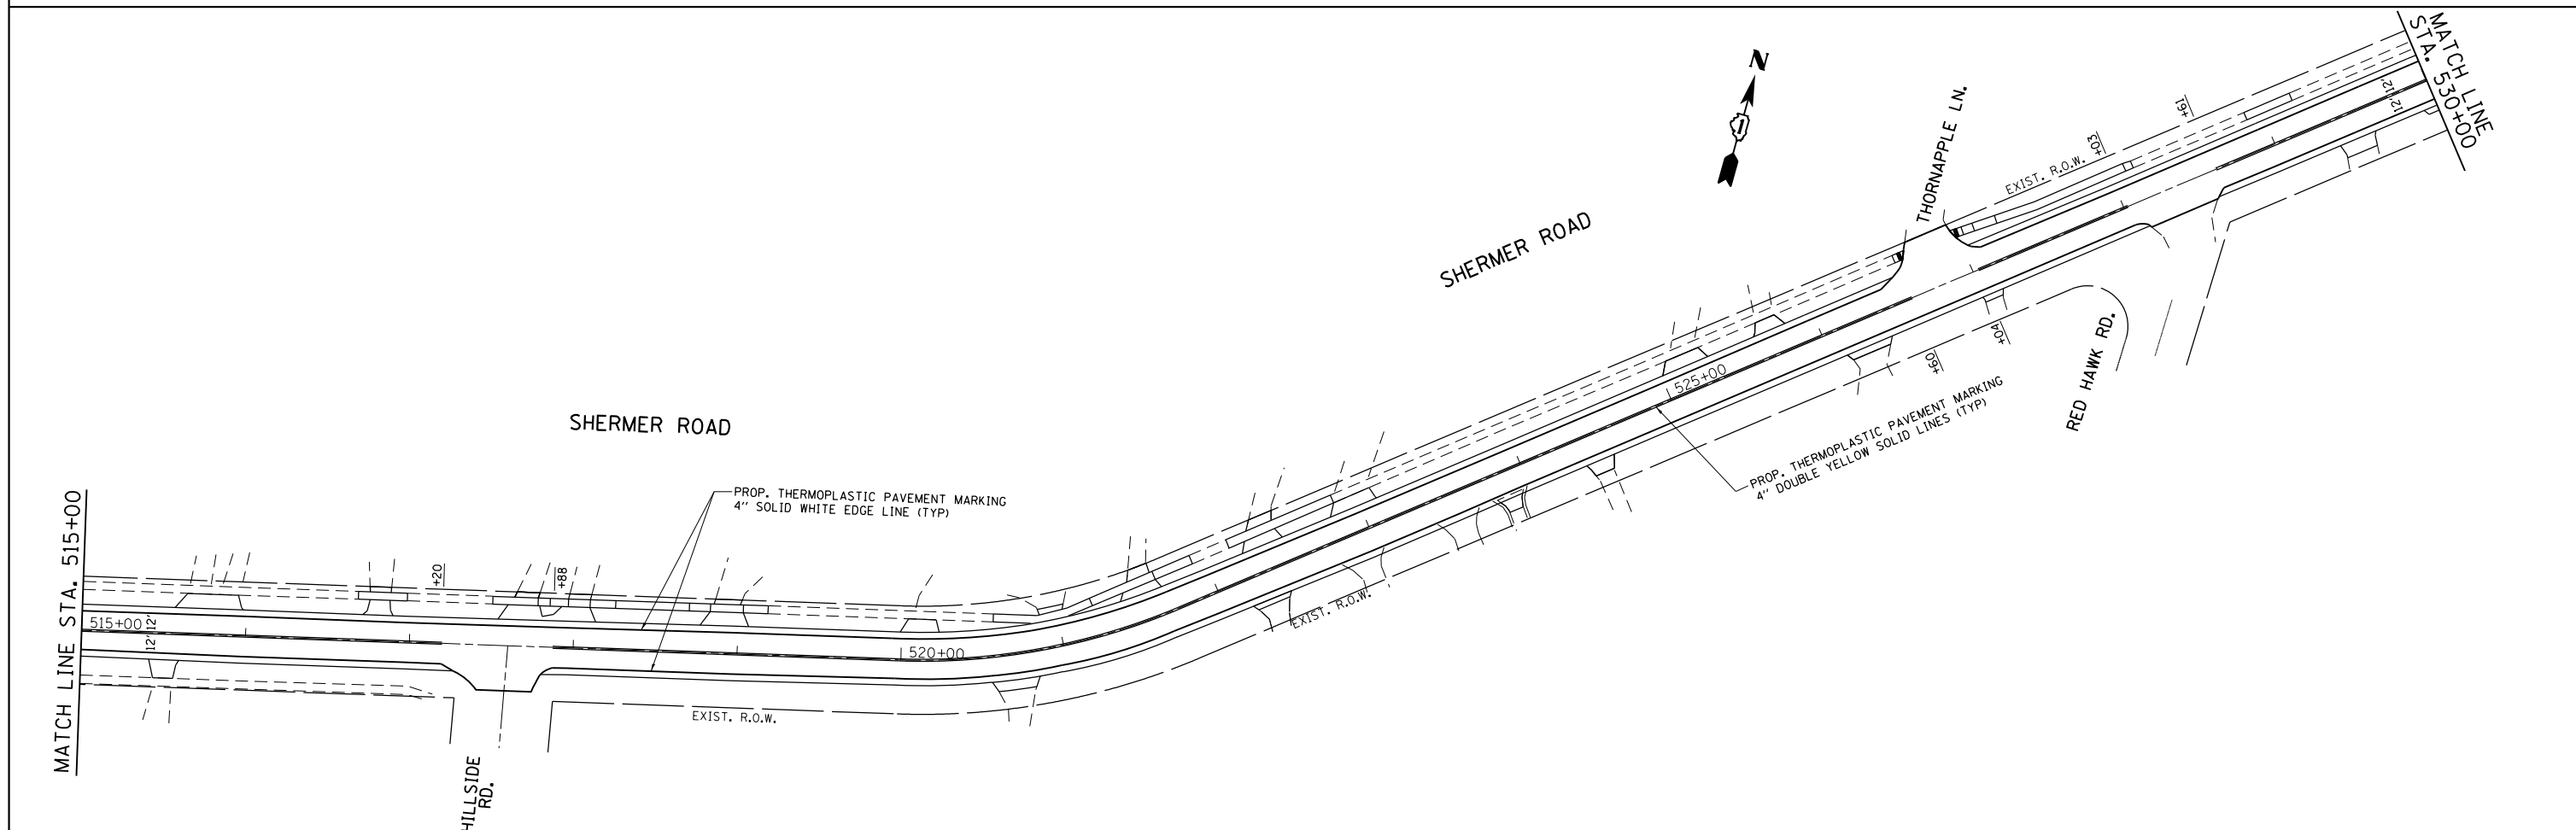 MATCH LINE
STA. 530+00
N
1
THORNAPPLE LN.
+61
+03
EXIST. R.O.W.
12'
12'
SHERMER ROAD
RED HAWK RD.
+04
+60
525+00
PROP. THERMOPLASTIC PAVEMENT MARKING
4" DOUBLE YELLOW SOLID LINES (TYP)
SHERMER ROAD
PROP. THERMOPLASTIC PAVEMENT MARKING
4" SOLID WHITE EDGE LINE (TYP)
MATCH LINE STA. 515+00
+20
+88
515+00
12'
12'
520+00
EXIST. R.O.W.
EXIST. R.O.W.
HILLSIDE
RD.